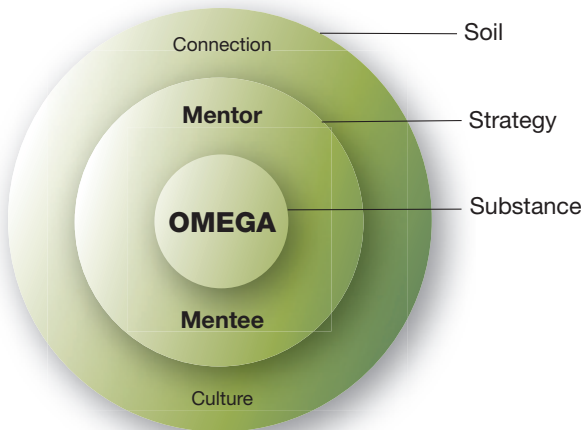 Connection
Soil
Mentor
Strategy
Substance
OMEGA
Mentee
Culture